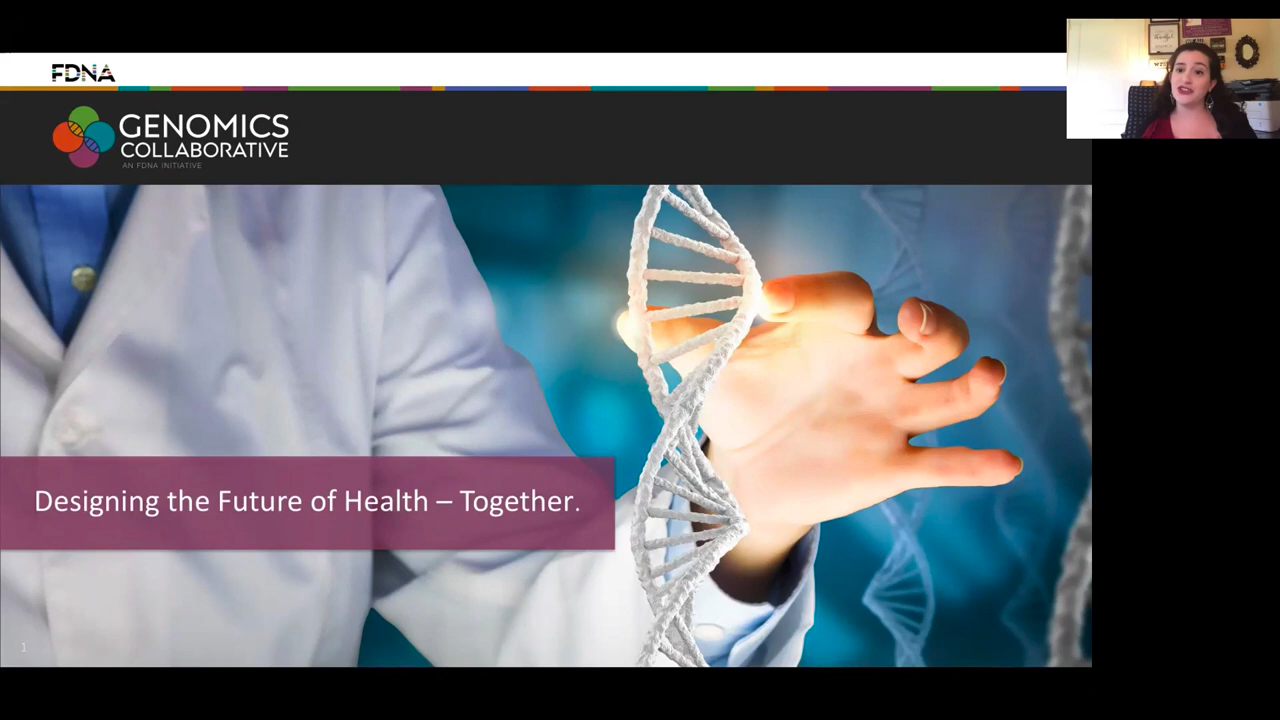 FDNA
GENOMICS
COLLABORATIVE
AN FDNA INITIATIVE
Designing the Future of Health – Together.
1